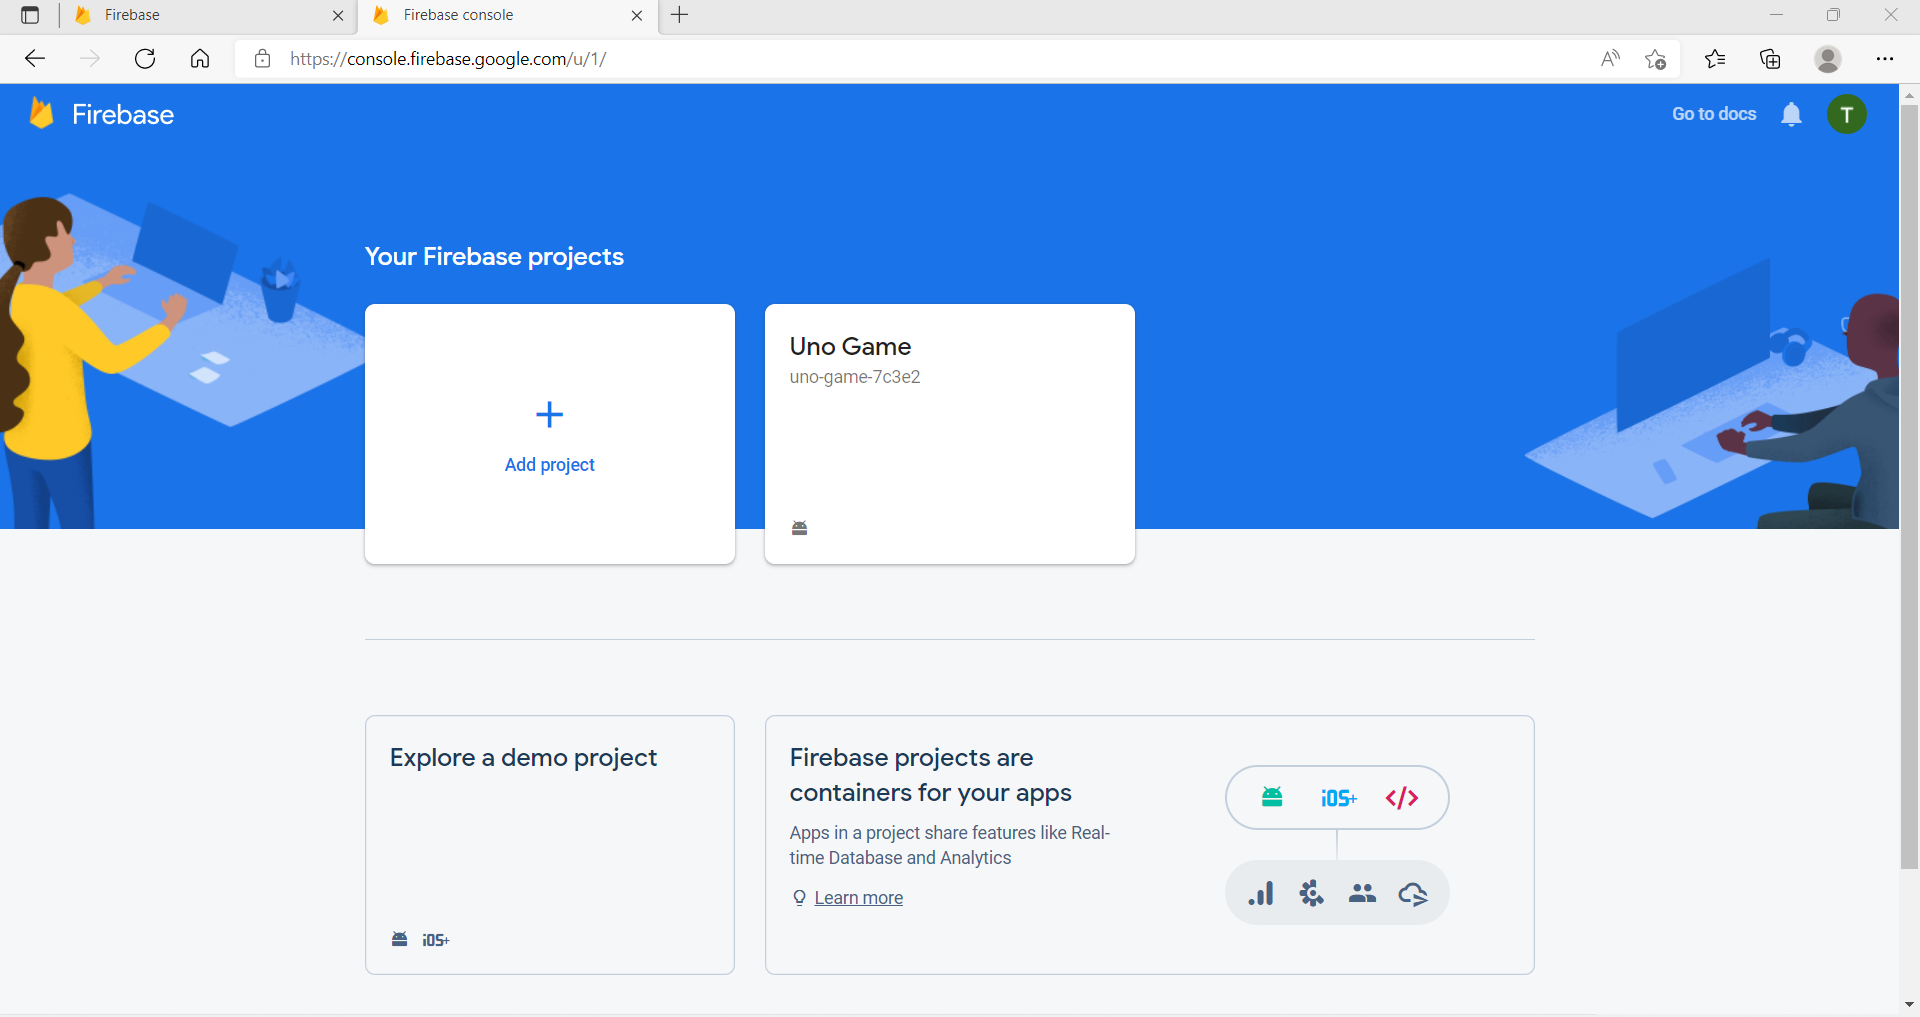 Firebase
Firebase console
https://console.firebase.google.com/u/1/
A
Firebase
Go to docs
T
Your Firebase projects
Add project
Uno Game
uno-game-7c3e2
Explore a demo project
iOS+
Firebase projects are
containers for your apps
Apps in a project share features like Real-
time Database and Analytics
Learn more
iOS+
</>